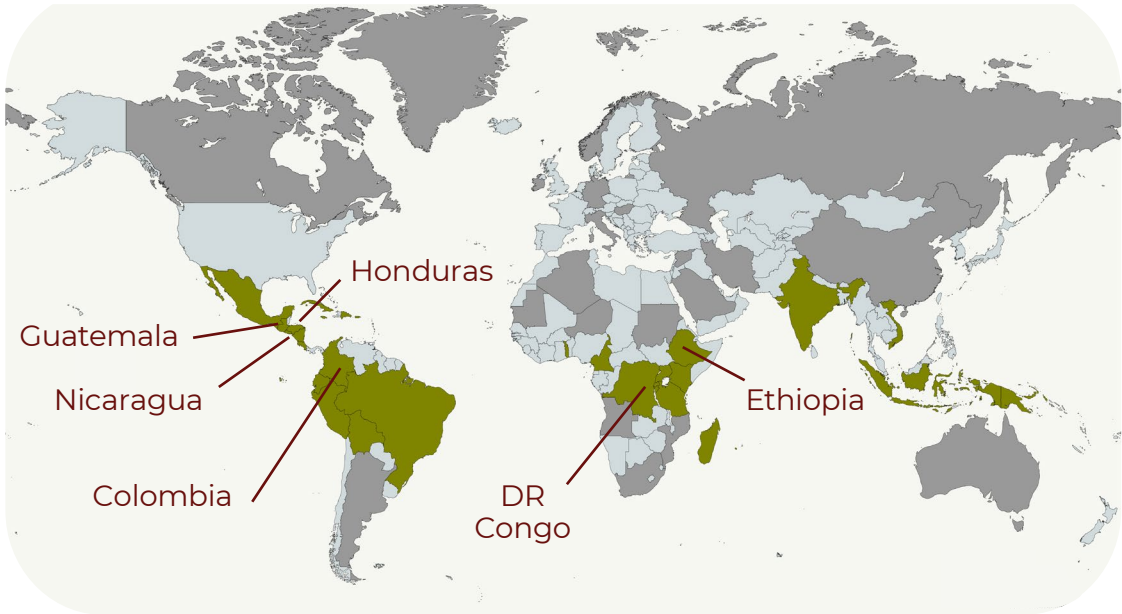 Honduras
Guatemala
Nicaragua
Ethiopia
Colombia
DR
Congo